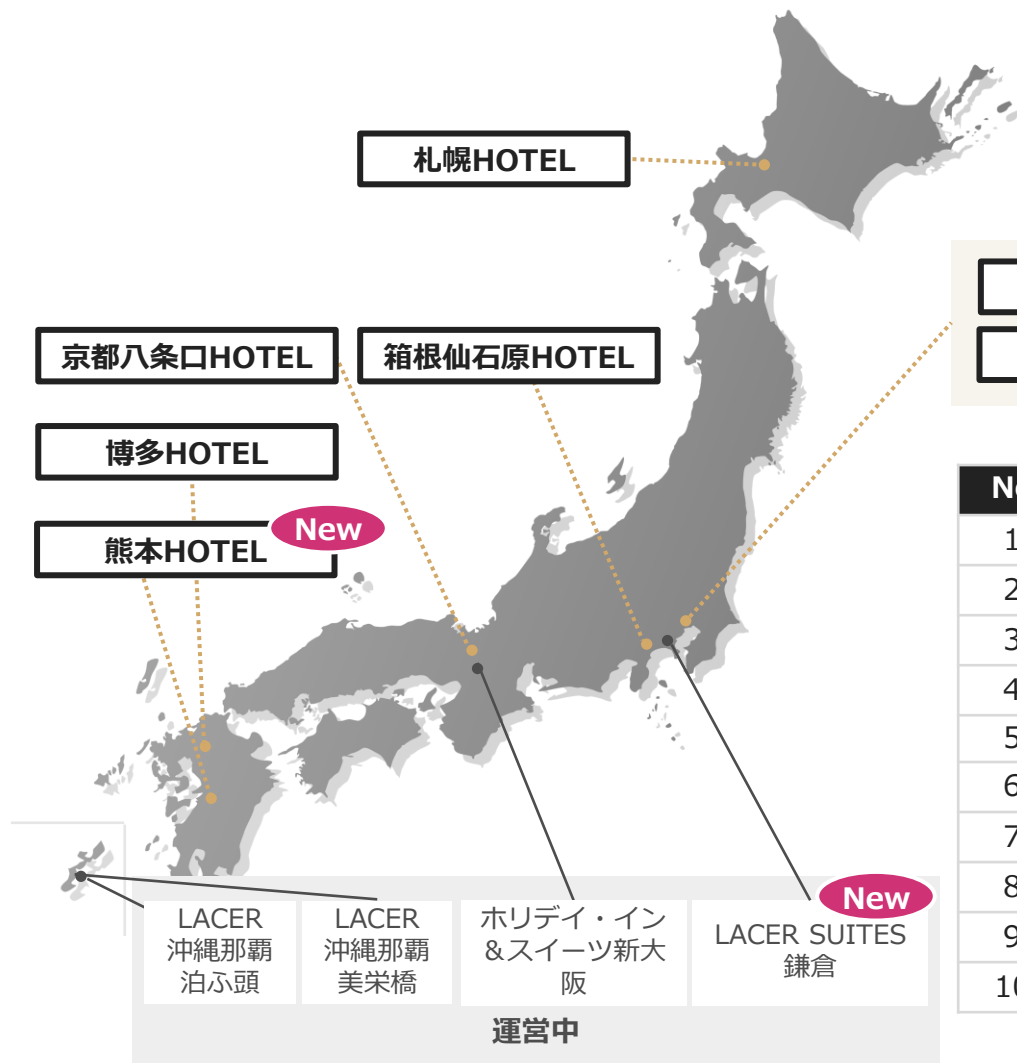 札幌HOTEL
京都八条口HOTEL
箱根仙石原HOTEL
博多HOTEL
熊本HOTEL
New
1
2
3
4
5
6
7
8
9
10
New
LACER
沖縄那覇
泊ふ頭
LACER
沖縄那覇
美栄橋
ホリデイ・イン
＆スイーツ新大
阪
LACER SUITES
鎌倉
運営中